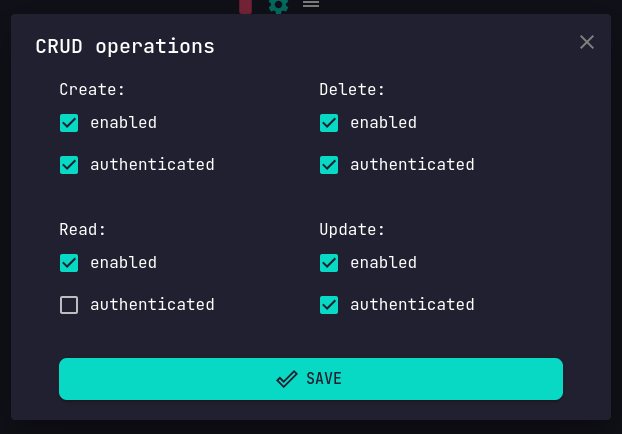 CRUD operations
Create:
enabled
authenticated
Delete:
enabled
authenticated
Read:
enabled
authenticated
Update:
enabled
authenticated
SAVE